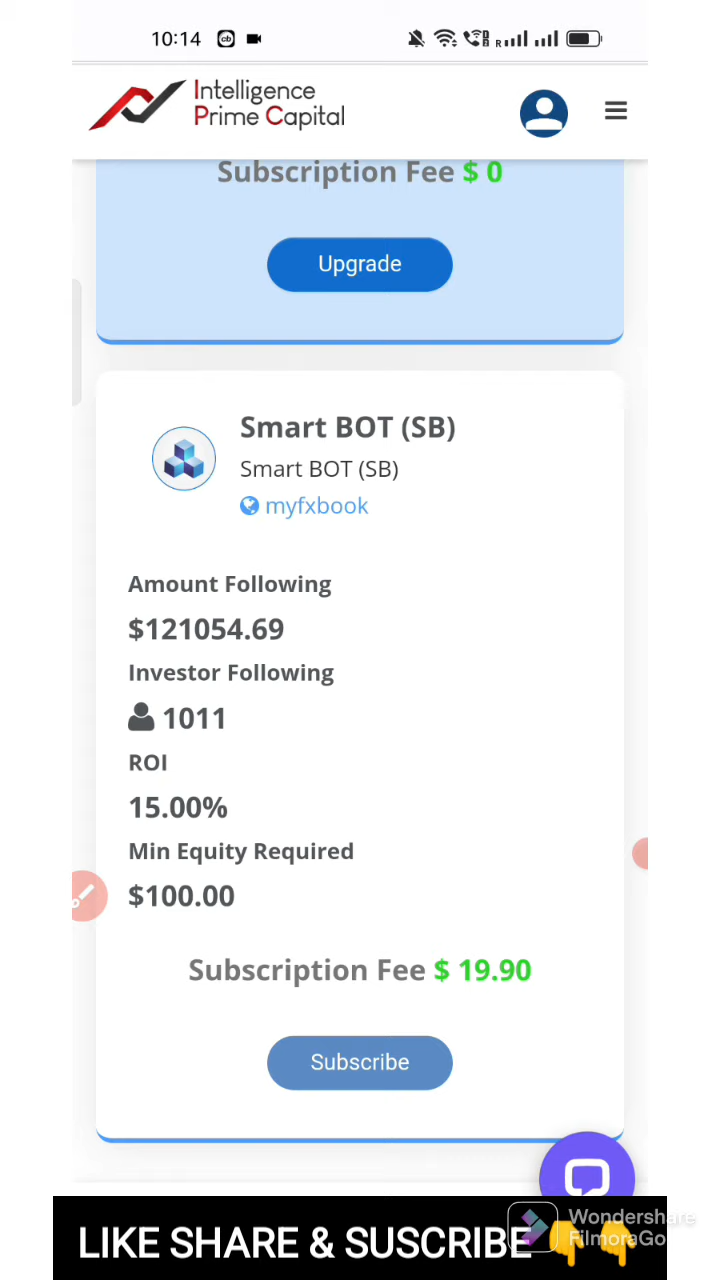 10:14
Intelligence
Prime Capital
Subscription Fee $ 0
Upgrade
Smart BOT (SB)
Smart BOT (SB)
myfxbook
Amount Following
$121054.69
Investor Following
1011
ROI
15.00%
Min Equity Required
$100.00
Subscription Fee $ 19.90
Subscribe
LIKE SHARE & SUSCRIBE
Wondershare
FilmoraGo